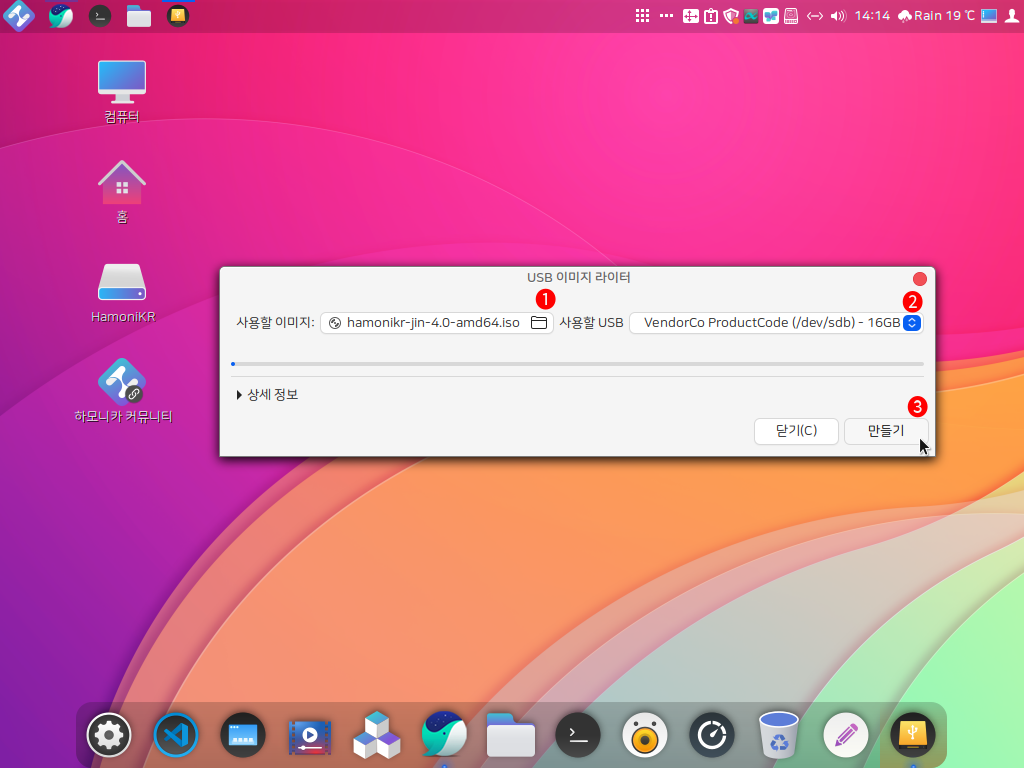 14:14 Rain 19 ℃
컴퓨터
홈
HamoniKR
하모니카 커뮤니티
USB 이미지 라이터
1
2
사용할 이미지: hamonikr-jin-4.0-amd64.iso 사용할 USB VendorCo ProductCode (/dev/sdb) - 16GB
상세 정보
3
닫기(C) 만들기